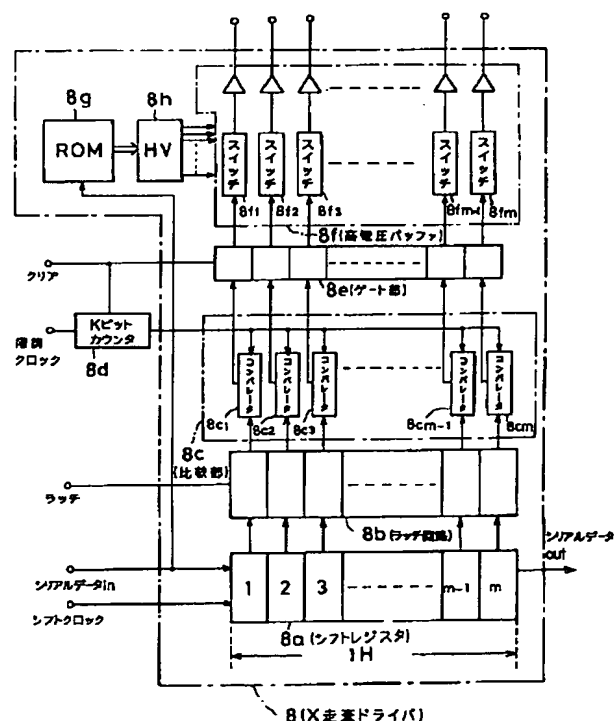 8g
8h
ROM
HV
スイッチ
スイッチ
スイッチ
スイッチ
スイッチ
8f1
8f2
8f3
8fm-1
8fm
8f(高電圧バッファ)
クリア
8e(ゲート部)
階調
クロック
Kビット
カウンタ
8d
コンパレータ
コンパレータ
コンパレータ
コンパレータ
コンパレータ
8c1
8c2
8c3
8cm-1
8cm
8c
(比較部)
ラッチ
8b(ラッチ回路)
シリアルデータ
out
シリアルデータin
シフトクロック
1
2
3
m-1
m
8a(シフトレジスタ)
1H
8(X走査ドライバ)